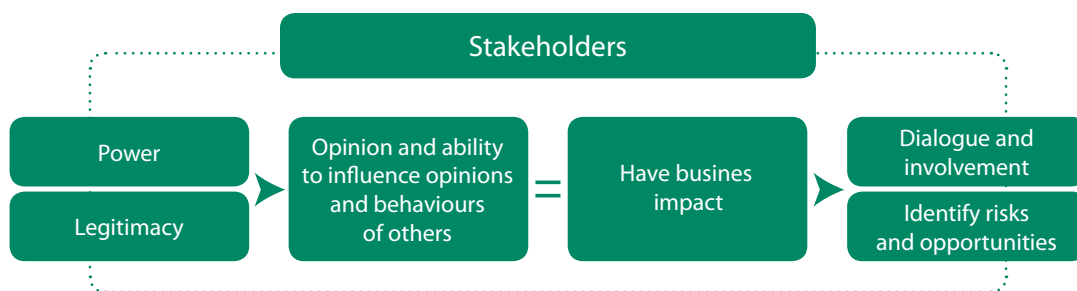 Stakeholders
Power
Legitimacy
Opinion and ability
to influence opinions
and behaviours
of others
=
Have busines
impact
Dialogue and
involvement
Identify risks
and opportunities